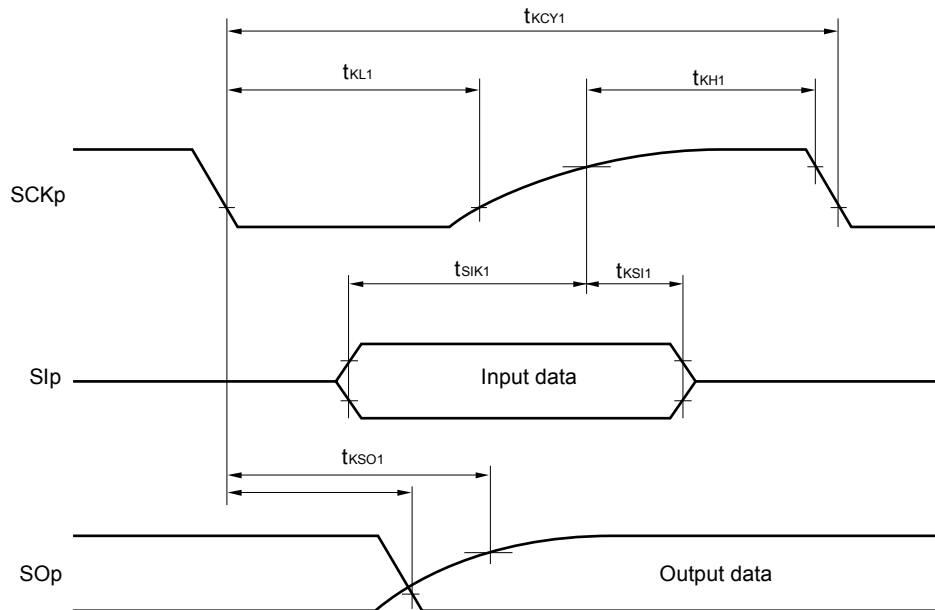 tKCY1
tKL1
tKH1
SCKp
tSIK1
tKSI1
SIp
Input data
tKSO1
SOp
Output data